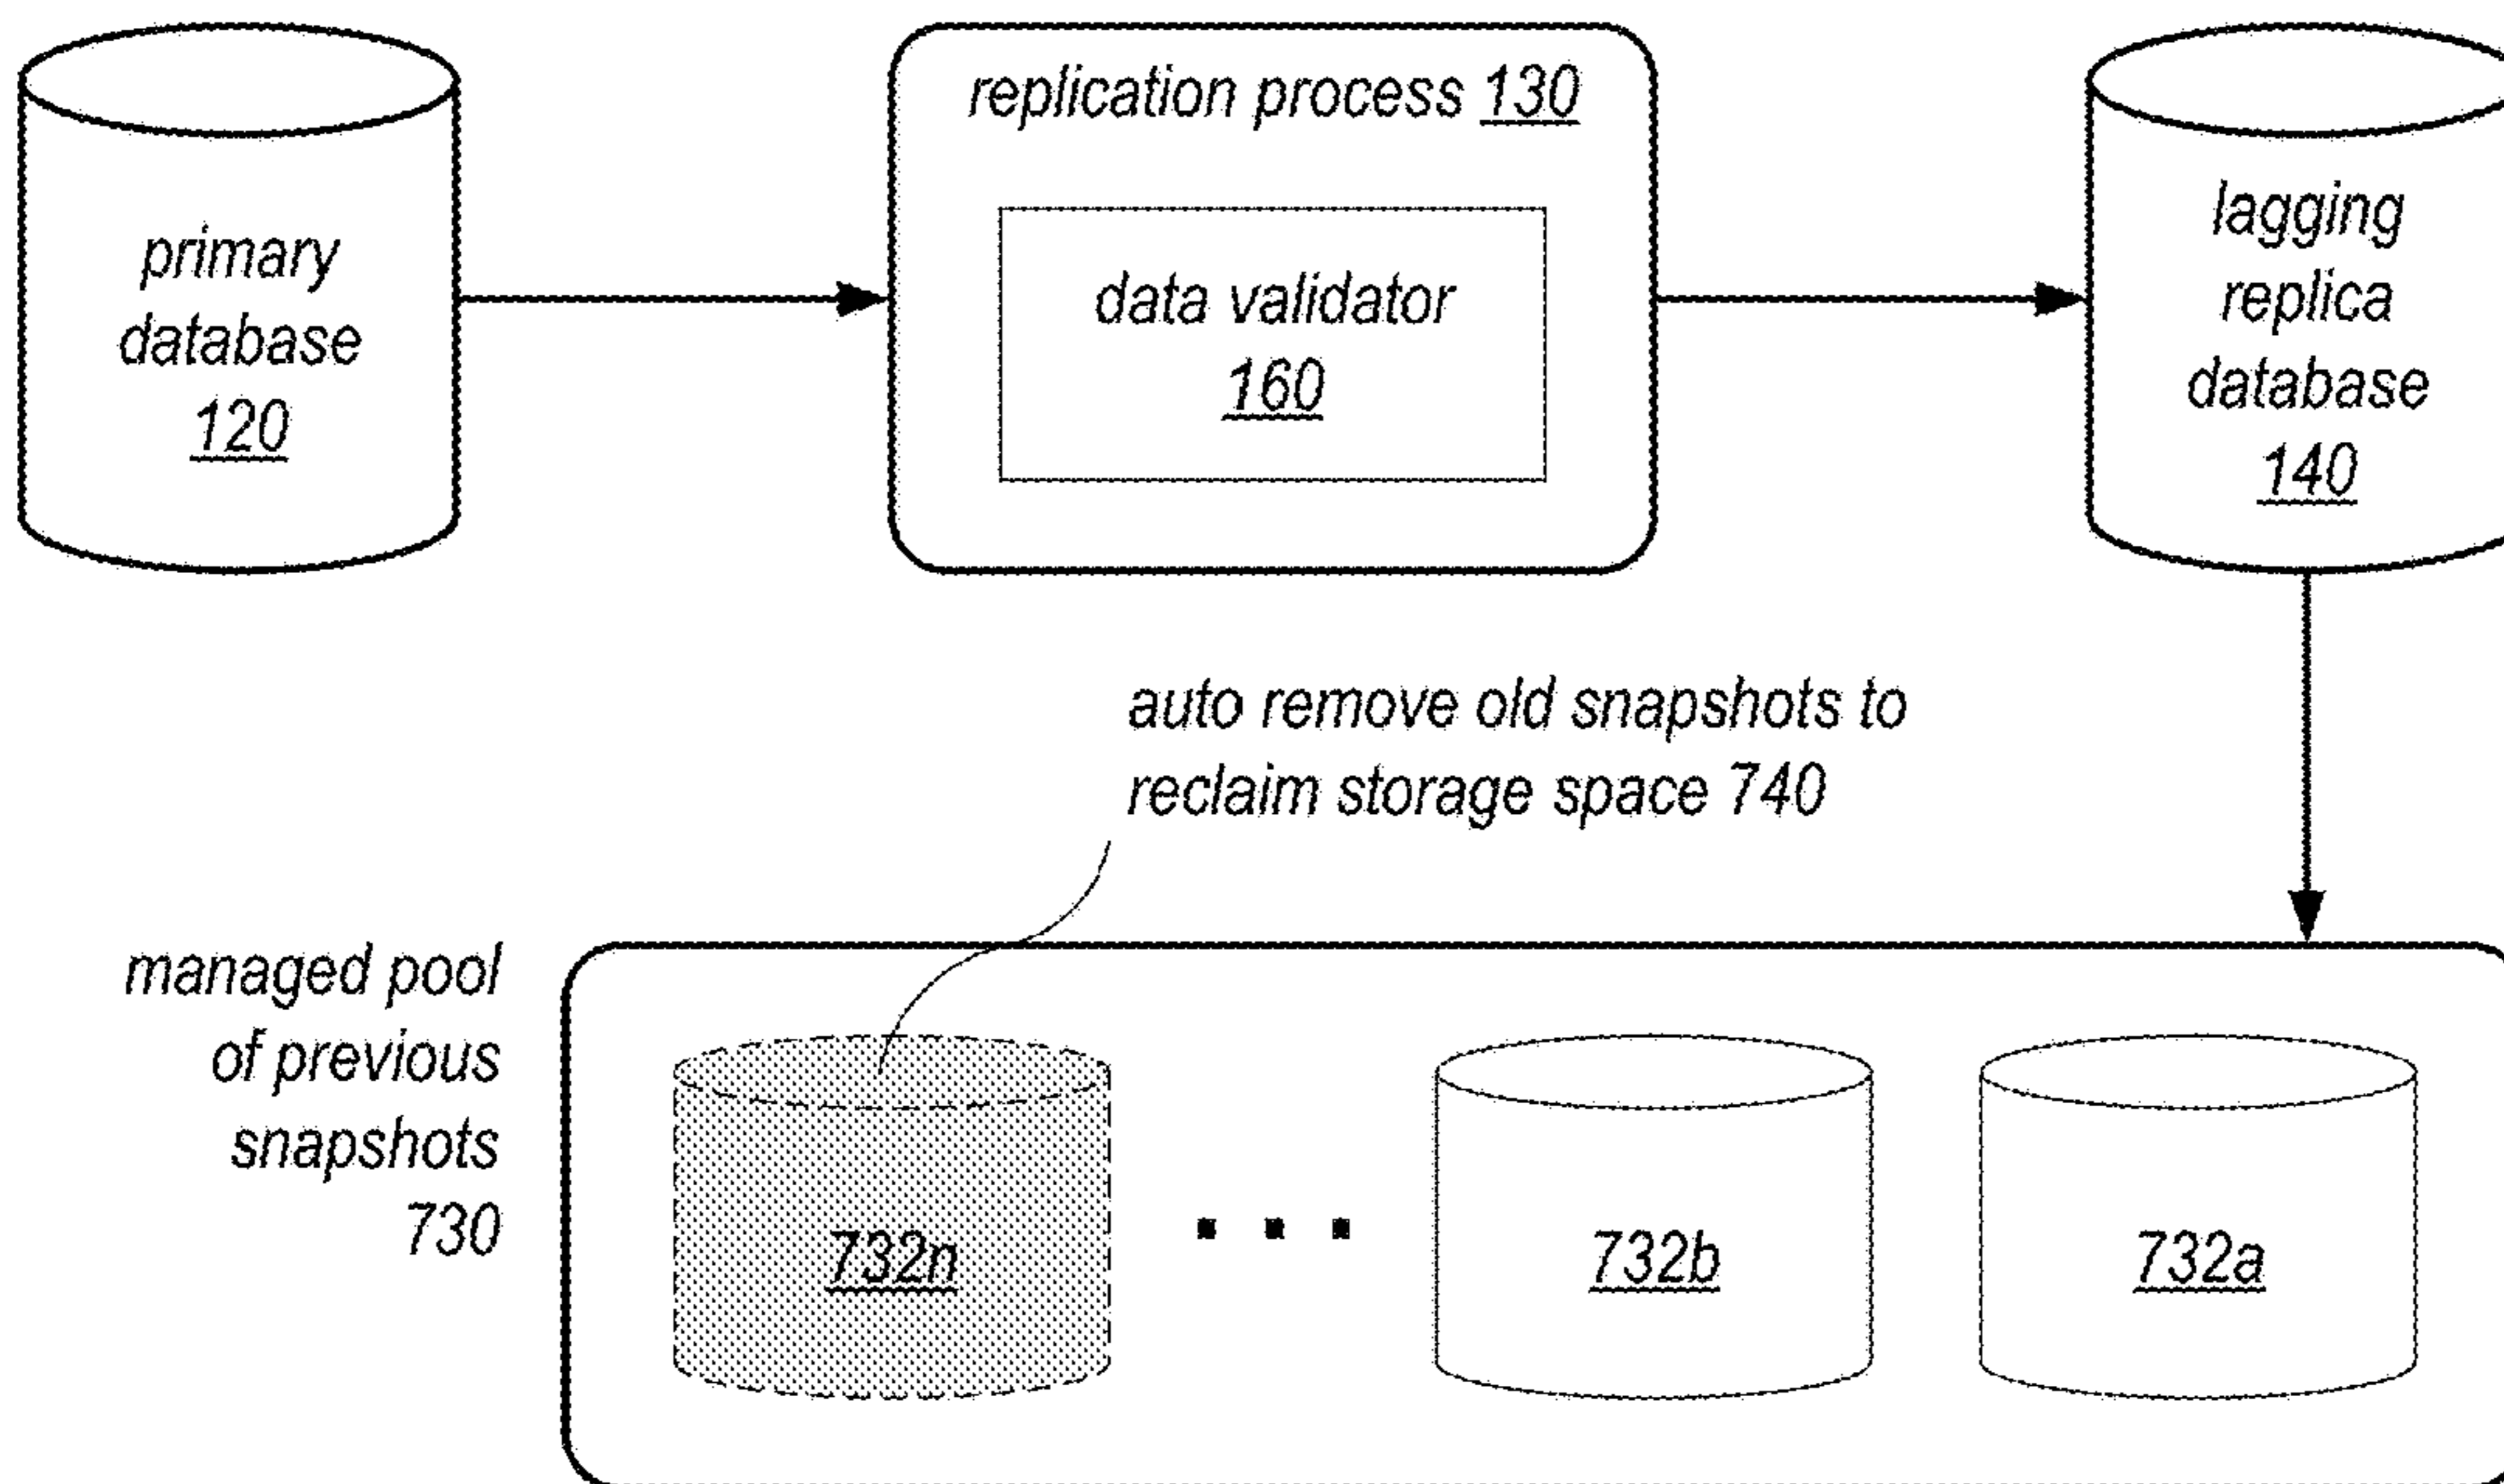 primary
database
120
replication process 130
data validator
160
lagging
replica
database
140
auto remove old snapshots to
reclaim storage space 740
managed pool
of previous
snapshots
730
732n
732b
732a